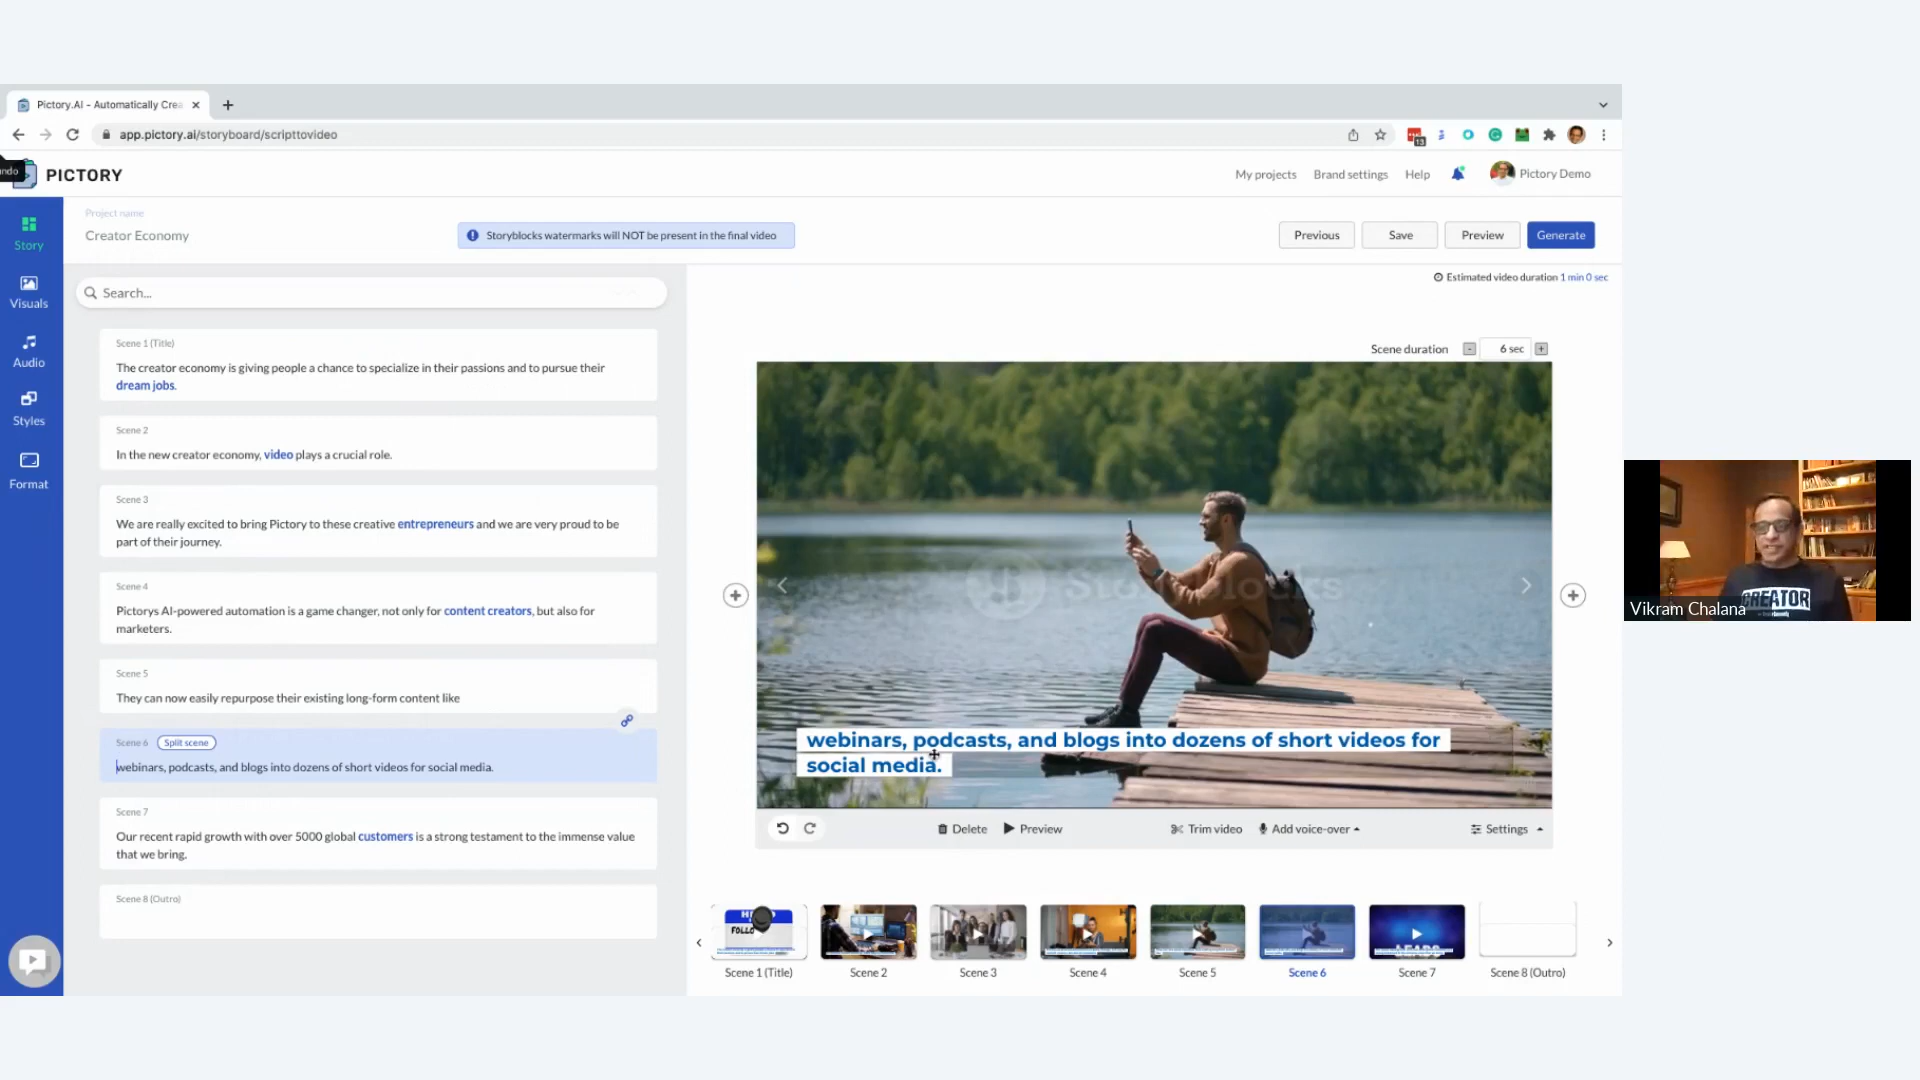 Pictory.AI - Automatically Crea
app.pictory.ai/storyboard/scripttovideo
13
ndo
PICTORY
My projects
Brand settings
Help
Pictory Demo
Story
Visuals
Audio
Styles
Format
Project name
Creator Economy
Storyblocks watermarks will NOT be present in the final video
Previous
Save
Preview
Generate
Estimated video duration 1 min 0 sec
Search...
Scene 1 (Title)
The creator economy is giving people a chance to specialize in their passions and to pursue their
dream jobs.
Scene 2
In the new creator economy, video plays a crucial role.
Scene 3
We are really excited to bring Pictory to these creative entrepreneurs and we are very proud to be
part of their journey.
Scene 4
Pictorys AI-powered automation is a game changer, not only for content creators, but also for
marketers.
Scene 5
They can now easily repurpose their existing long-form content like
Scene 6
Split scene
webinars, podcasts, and blogs into dozens of short videos for social media.
Scene 7
Our recent rapid growth with over 5000 global customers is a strong testament to the immense value
that we bring.
Scene 8 (Outro)
Scene duration
- 6 sec +
Storyblocks
webinars, podcasts, and blogs into dozens of short videos for
social media.
Delete
Preview
Trim video
Add voice-over
Settings
FOLLO
Scene 1 (Title)
Scene 2
Scene 3
Scene 4
Scene 5
Scene 6
Scene 7
Scene 8 (Outro)
CREATOR
Vikram Chalana